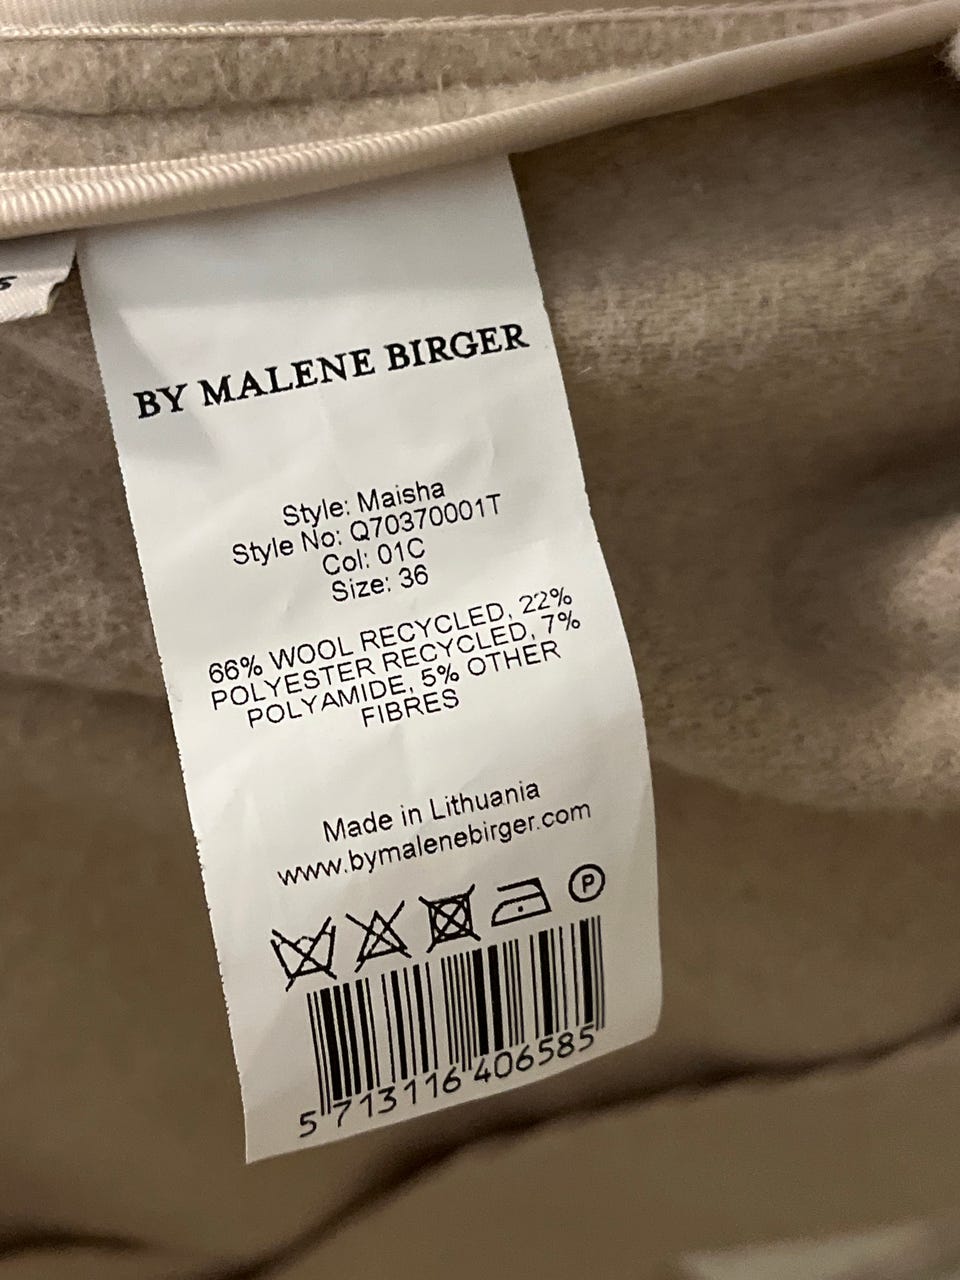 BY MALENE BIRGER
Style: Maisha
Style No: Q70370001T
Col: 01C
Size: 36
66% WOOL RECYCLED, 22%
POLYESTER RECYCLED, 7%
POLYAMIDE, 5% OTHER
FIBRES
Made in Lithuania
www.bymalenebirger.com
P
5 713116 406585